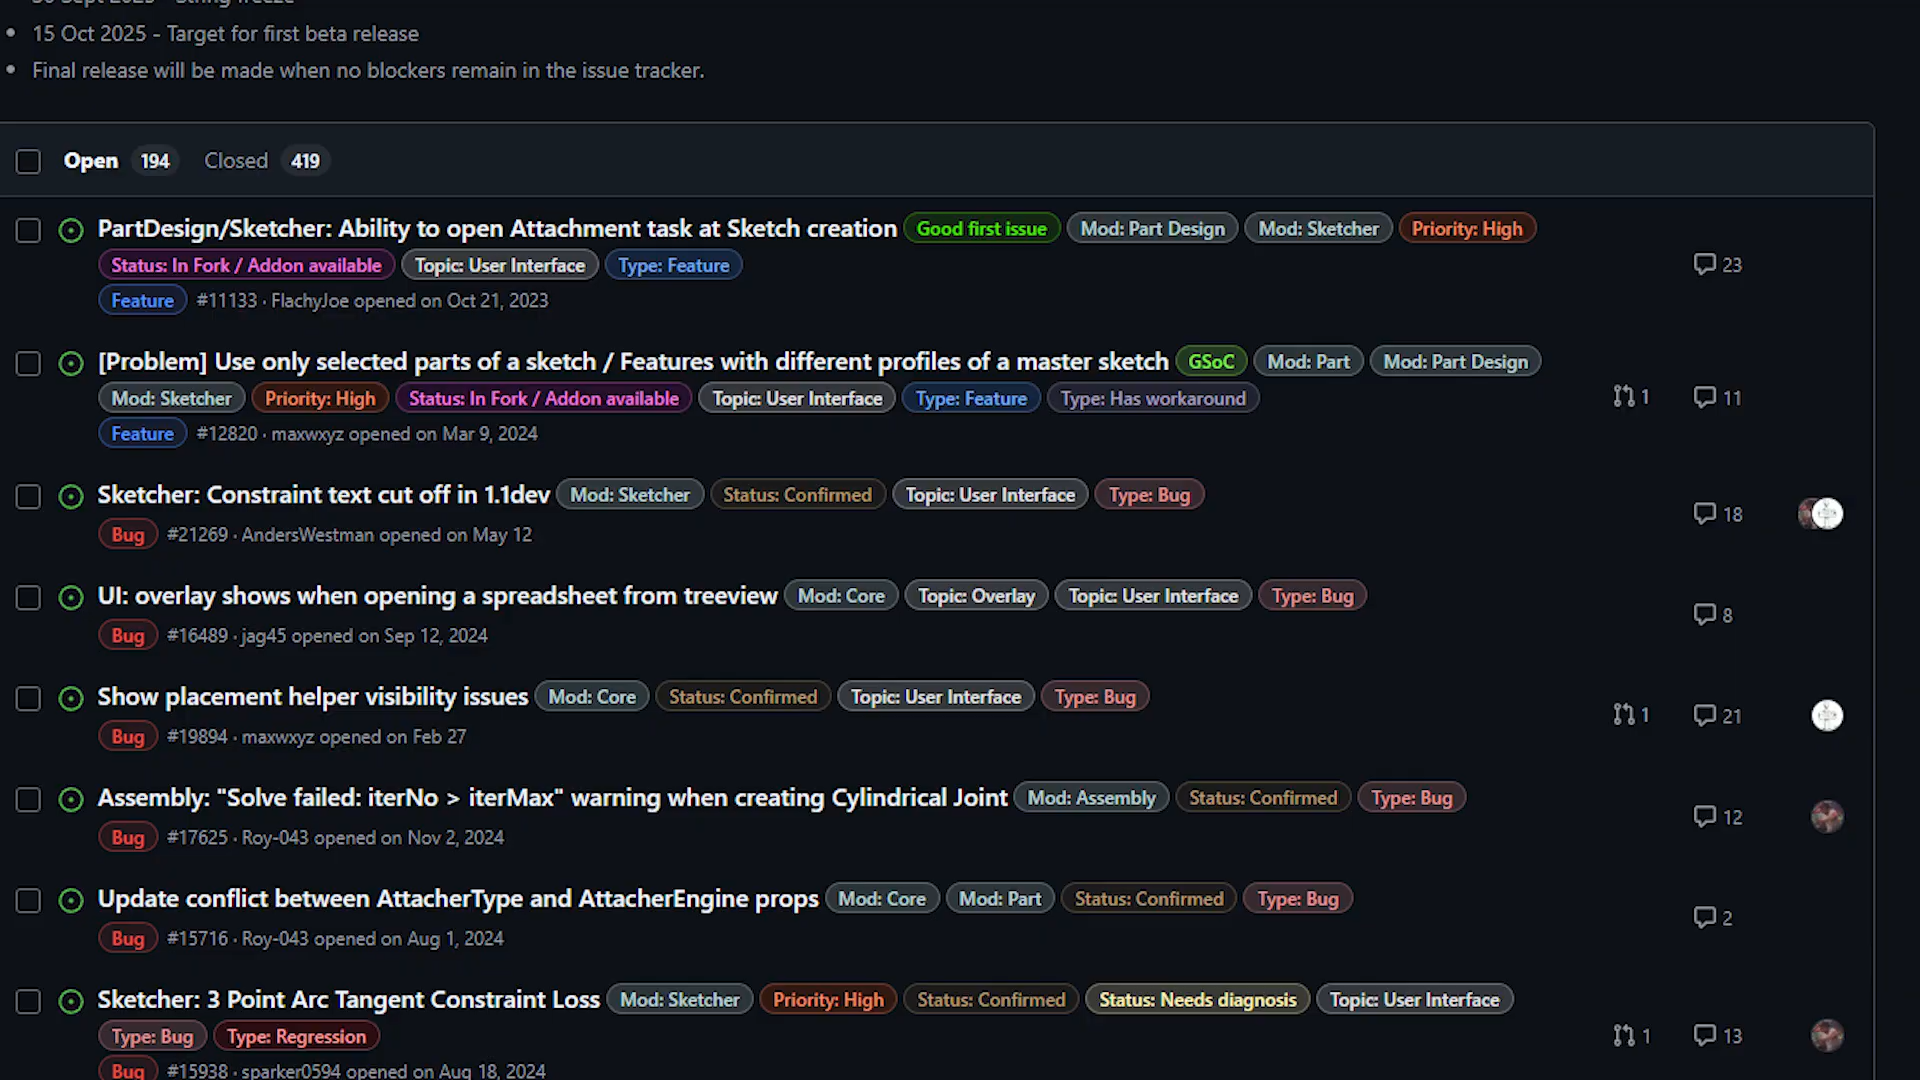 30 Sept 2025 - String freeze
15 Oct 2025 - Target for first beta release
Final release will be made when no blockers remain in the issue tracker.
Open 194 Closed 419
PartDesign/Sketcher: Ability to open Attachment task at Sketch creation Good first issue Mod: Part Design Mod: Sketcher Priority: High
Status: In Fork / Addon available Topic: User Interface Type: Feature
23
Feature #11133 · FlachyJoe opened on Oct 21, 2023
[Problem] Use only selected parts of a sketch / Features with different profiles of a master sketch GSoC Mod: Part Mod: Part Design
Mod: Sketcher Priority: High Status: In Fork / Addon available Topic: User Interface Type: Feature Type: Has workaround
1 11
Feature #12820 · maxwxyz opened on Mar 9, 2024
Sketcher: Constraint text cut off in 1.1dev Mod: Sketcher Status: Confirmed Topic: User Interface Type: Bug
18
Bug #21269 · AndersWestman opened on May 12
UI: overlay shows when opening a spreadsheet from treeview Mod: Core Topic: Overlay Topic: User Interface Type: Bug
8
Bug #16489 · jag45 opened on Sep 12, 2024
Show placement helper visibility issues Mod: Core Status: Confirmed Topic: User Interface Type: Bug
1 21
Bug #19894 · maxwxyz opened on Feb 27
Assembly: "Solve failed: iterNo > iterMax" warning when creating Cylindrical Joint Mod: Assembly Status: Confirmed Type: Bug
12
Bug #17625 · Roy-043 opened on Nov 2, 2024
Update conflict between AttacherType and AttacherEngine props Mod: Core Mod: Part Status: Confirmed Type: Bug
2
Bug #15716 · Roy-043 opened on Aug 1, 2024
Sketcher: 3 Point Arc Tangent Constraint Loss Mod: Sketcher Priority: High Status: Confirmed Status: Needs diagnosis Topic: User Interface
Type: Bug Type: Regression
1 13
Bug #15938 · sparker0594 opened on Aug 18, 2024